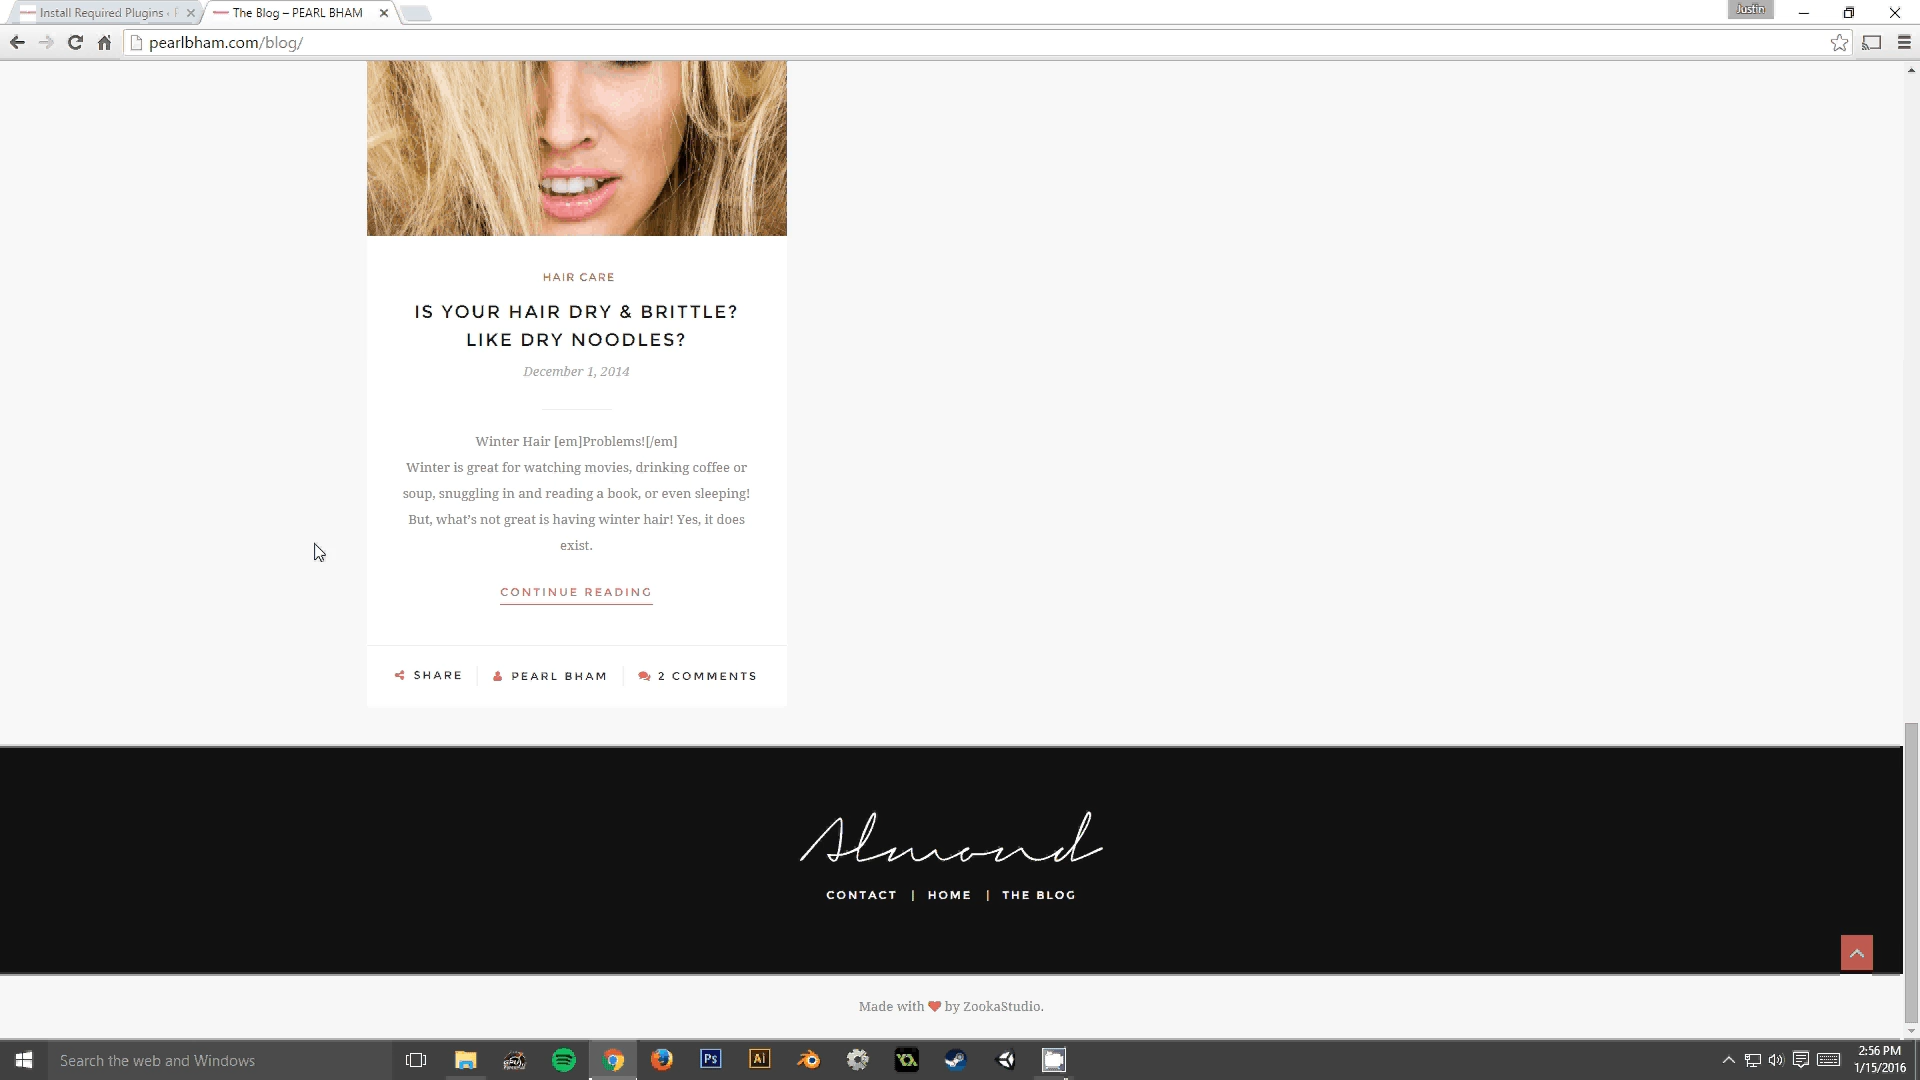 Install Required Plugins ‹
The Blog – PEARL BHAM
Justin
pearlbham.com/blog/
HAIR CARE
IS YOUR HAIR DRY & BRITTLE?
LIKE DRY NOODLES?
December 1, 2014
Winter Hair [em]Problems![/em]
Winter is great for watching movies, drinking coffee or
soup, snuggling in and reading a book, or even sleeping!
But, what’s not great is having winter hair! Yes, it does
exist.
CONTINUE READING
SHARE
PEARL BHAM
2 COMMENTS
Almond
CONTACT | HOME | THE BLOG
Made with ❤ by ZookaStudio.
Search the web and Windows
Ps
Ai
2:56 PM
1/15/2016